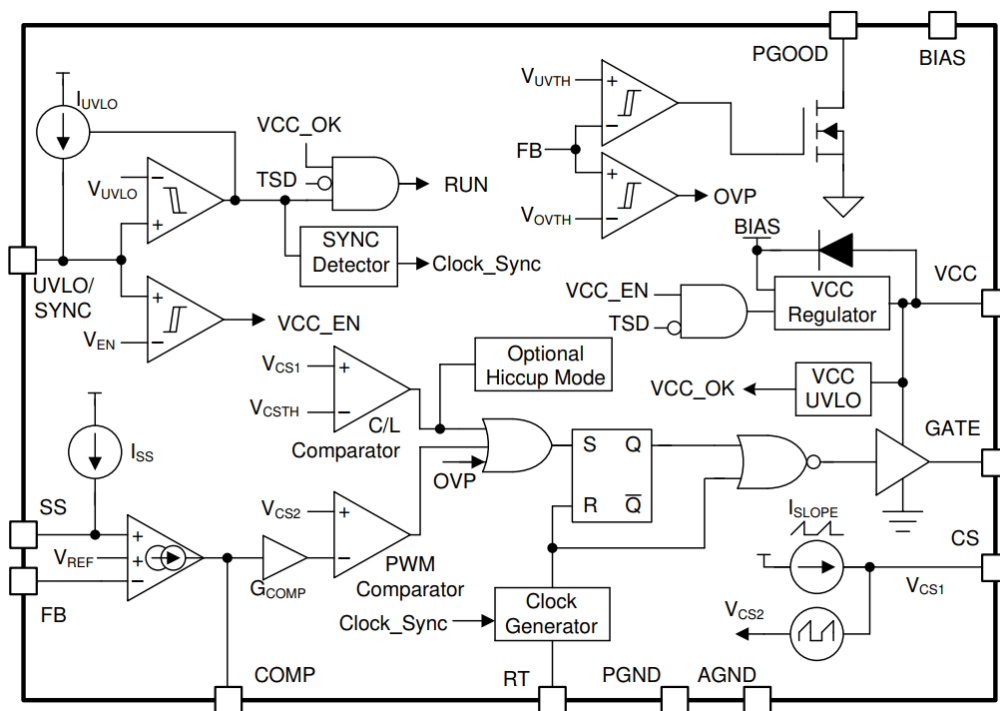 PGOOD
BIAS
IUVLO
VUVTH
VCC_OK
FB
TSD
RUN
VUVLO
OVP
VOVTH
SYNC
Detector
Clock_Sync
BIAS
UVLO/
SYNC
VCC
VCC_EN
VCC
Regulator
TSD
VEN
VCC_EN
Optional
Hiccup Mode
VCS1
VCSTH
C/L
Comparator
VCC_OK
VCC
UVLO
GATE
ISS
S
Q
OVP
R
Q
SS
VCS2
ISLOPE
VREF
CS
FB
GCOMP
PWM
Comparator
VCS1
Clock_Sync
Clock
Generator
VCS2
COMP
RT
PGND
AGND